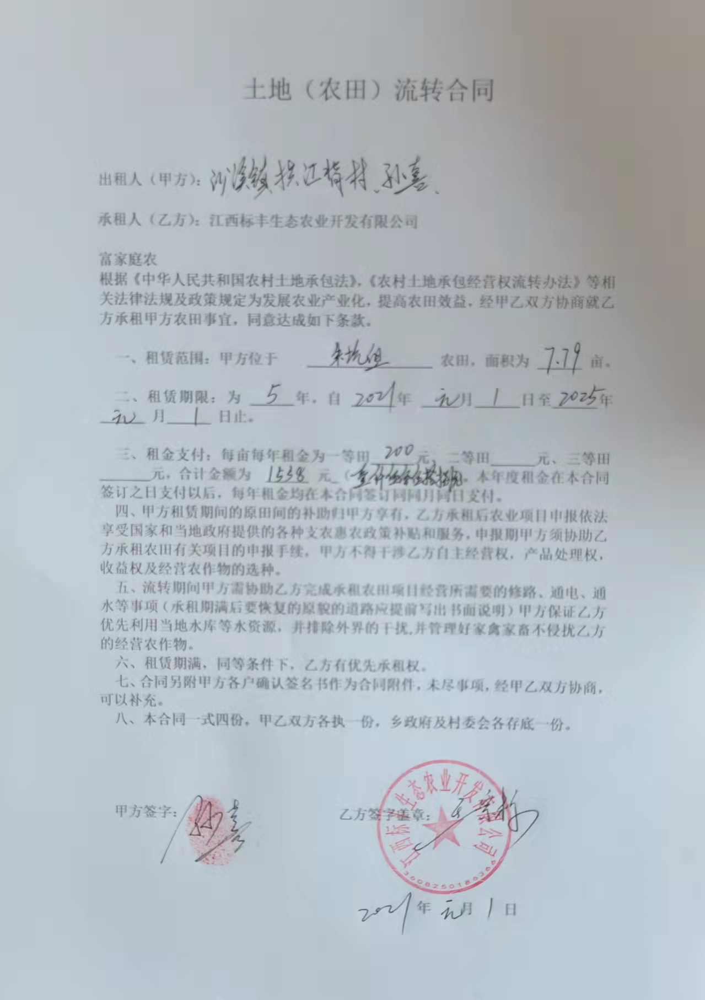 土地（农田）流转合同
出租人（甲方）：沙溪镇拱江背村、孙喜、
承租人（乙方）：江西标丰生态农业开发有限公司
富家庭农
根据《中华人民共和国农村土地承包法》，《农村土地承包经营权流转办法》等相
关法律法规及政策规定为发展农业产业化，提高农田效益，经甲乙双方协商就乙
方承租甲方农田事宜，同意达成如下条款。
一、租赁范围：甲方位于 朱坑组 农田，面积为 7.79 亩。
二、租赁期限：为 5 年，自 2021年 元月 1 日至 2025年
元 月 1 日止。
三、租金支付：每亩每年租金为一等田 200 元、二等田 元、三等田
元，合计金额为 1558 元（ 。本年度租金在本合同
签订之日支付以后，每年租金均在本合同签订同同月同日支付。
四、甲方租赁期间的原田间的补助归甲方享有，乙方承租后农业项目申报依法
享受国家和当地政府提供的各种支农惠农政策补贴和服务，申报期甲方须协助乙
方承租农田有关项目的申报手续，甲方不得干涉乙方自主经营权，产品处理权，
收益权及经营农作物的选种。
五、流转期间甲方需协助乙方完成承租农田项目经营所需要的修路、通电、通
水等事项（承租期满后要恢复的原貌的道路应提前写出书面说明）甲方保证乙方
优先利用当地水库等水资源，并排除外界的干扰,并管理好家禽家畜不侵扰乙方
的经营农作物。
六、租赁期满，同等条件下，乙方有优先承租权。
七、合同另附甲方各户确认签名书作为合同附件，未尽事项，经甲乙双方协商，
可以补充。
八、本合同一式四份，甲乙双方各执一份，乡政府及村委会各存底一份。
甲方签字：孙喜
乙方签字盖章：
江西标丰生态农业开发有限公司
3608250186366
2021年 元月 1 日